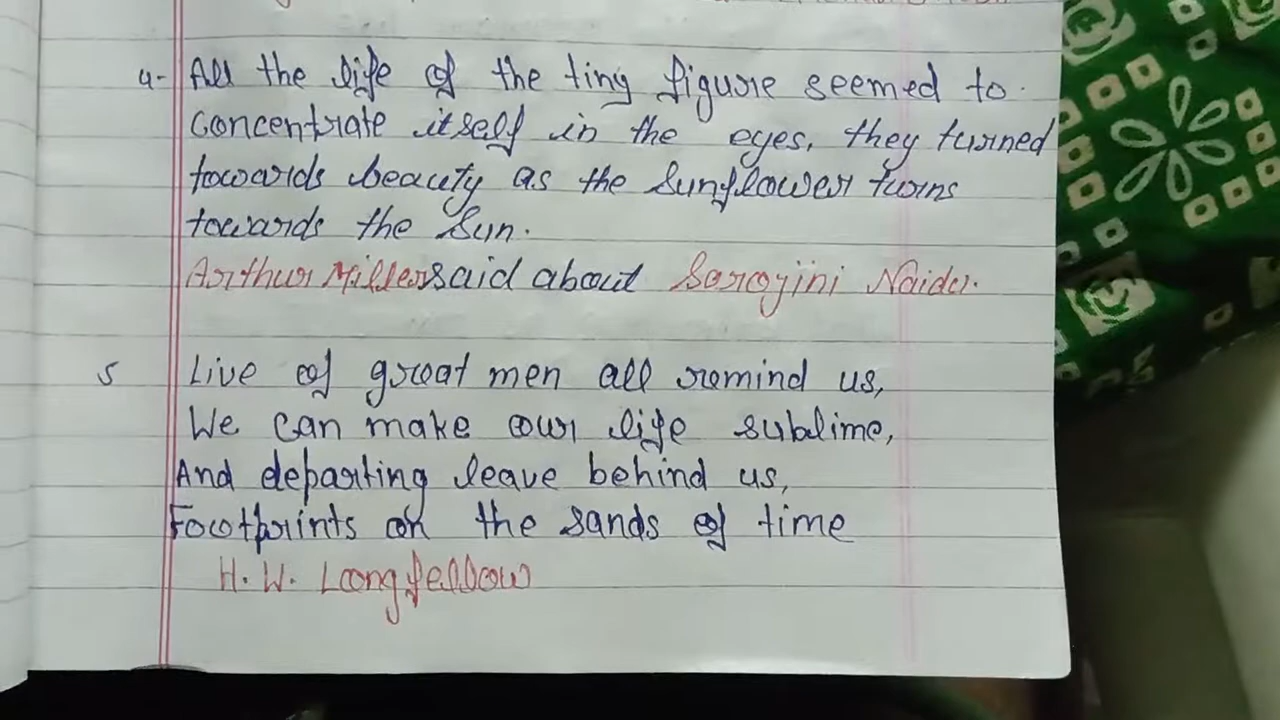 4- All the life of the tiny figure seemed to
concentrate itself in the eyes, they turned
towards beauty as the Sunflower turns
towards the Sun.
Arthur Miller said about Sarojini Naidu.
5 Live of great men all remind us,
We can make our life sublime,
And departing leave behind us,
Footprints on the sands of time
H. W. Longfellow